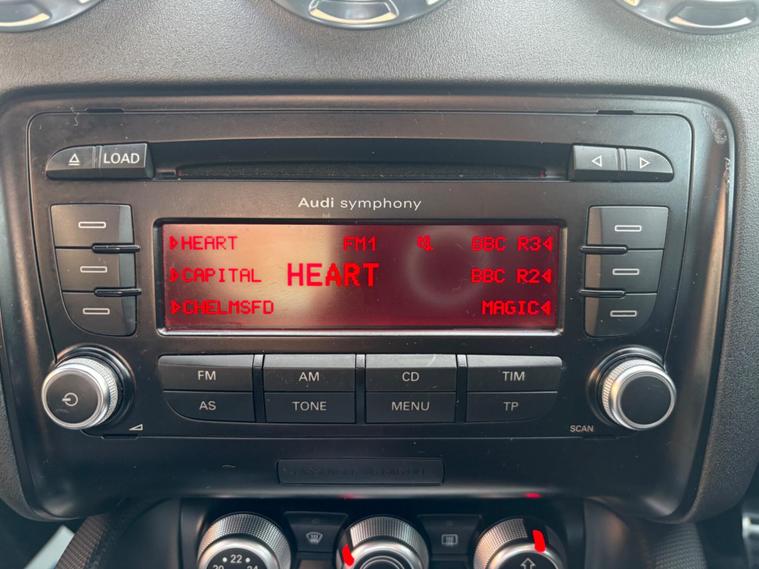 LOAD
Audi symphony
HEART FM1 BBC R3
CAPITAL HEART BBC R2
CHELMSFD MAGIC
FM AM CD TIM
AS TONE MENU TP
SCAN
22